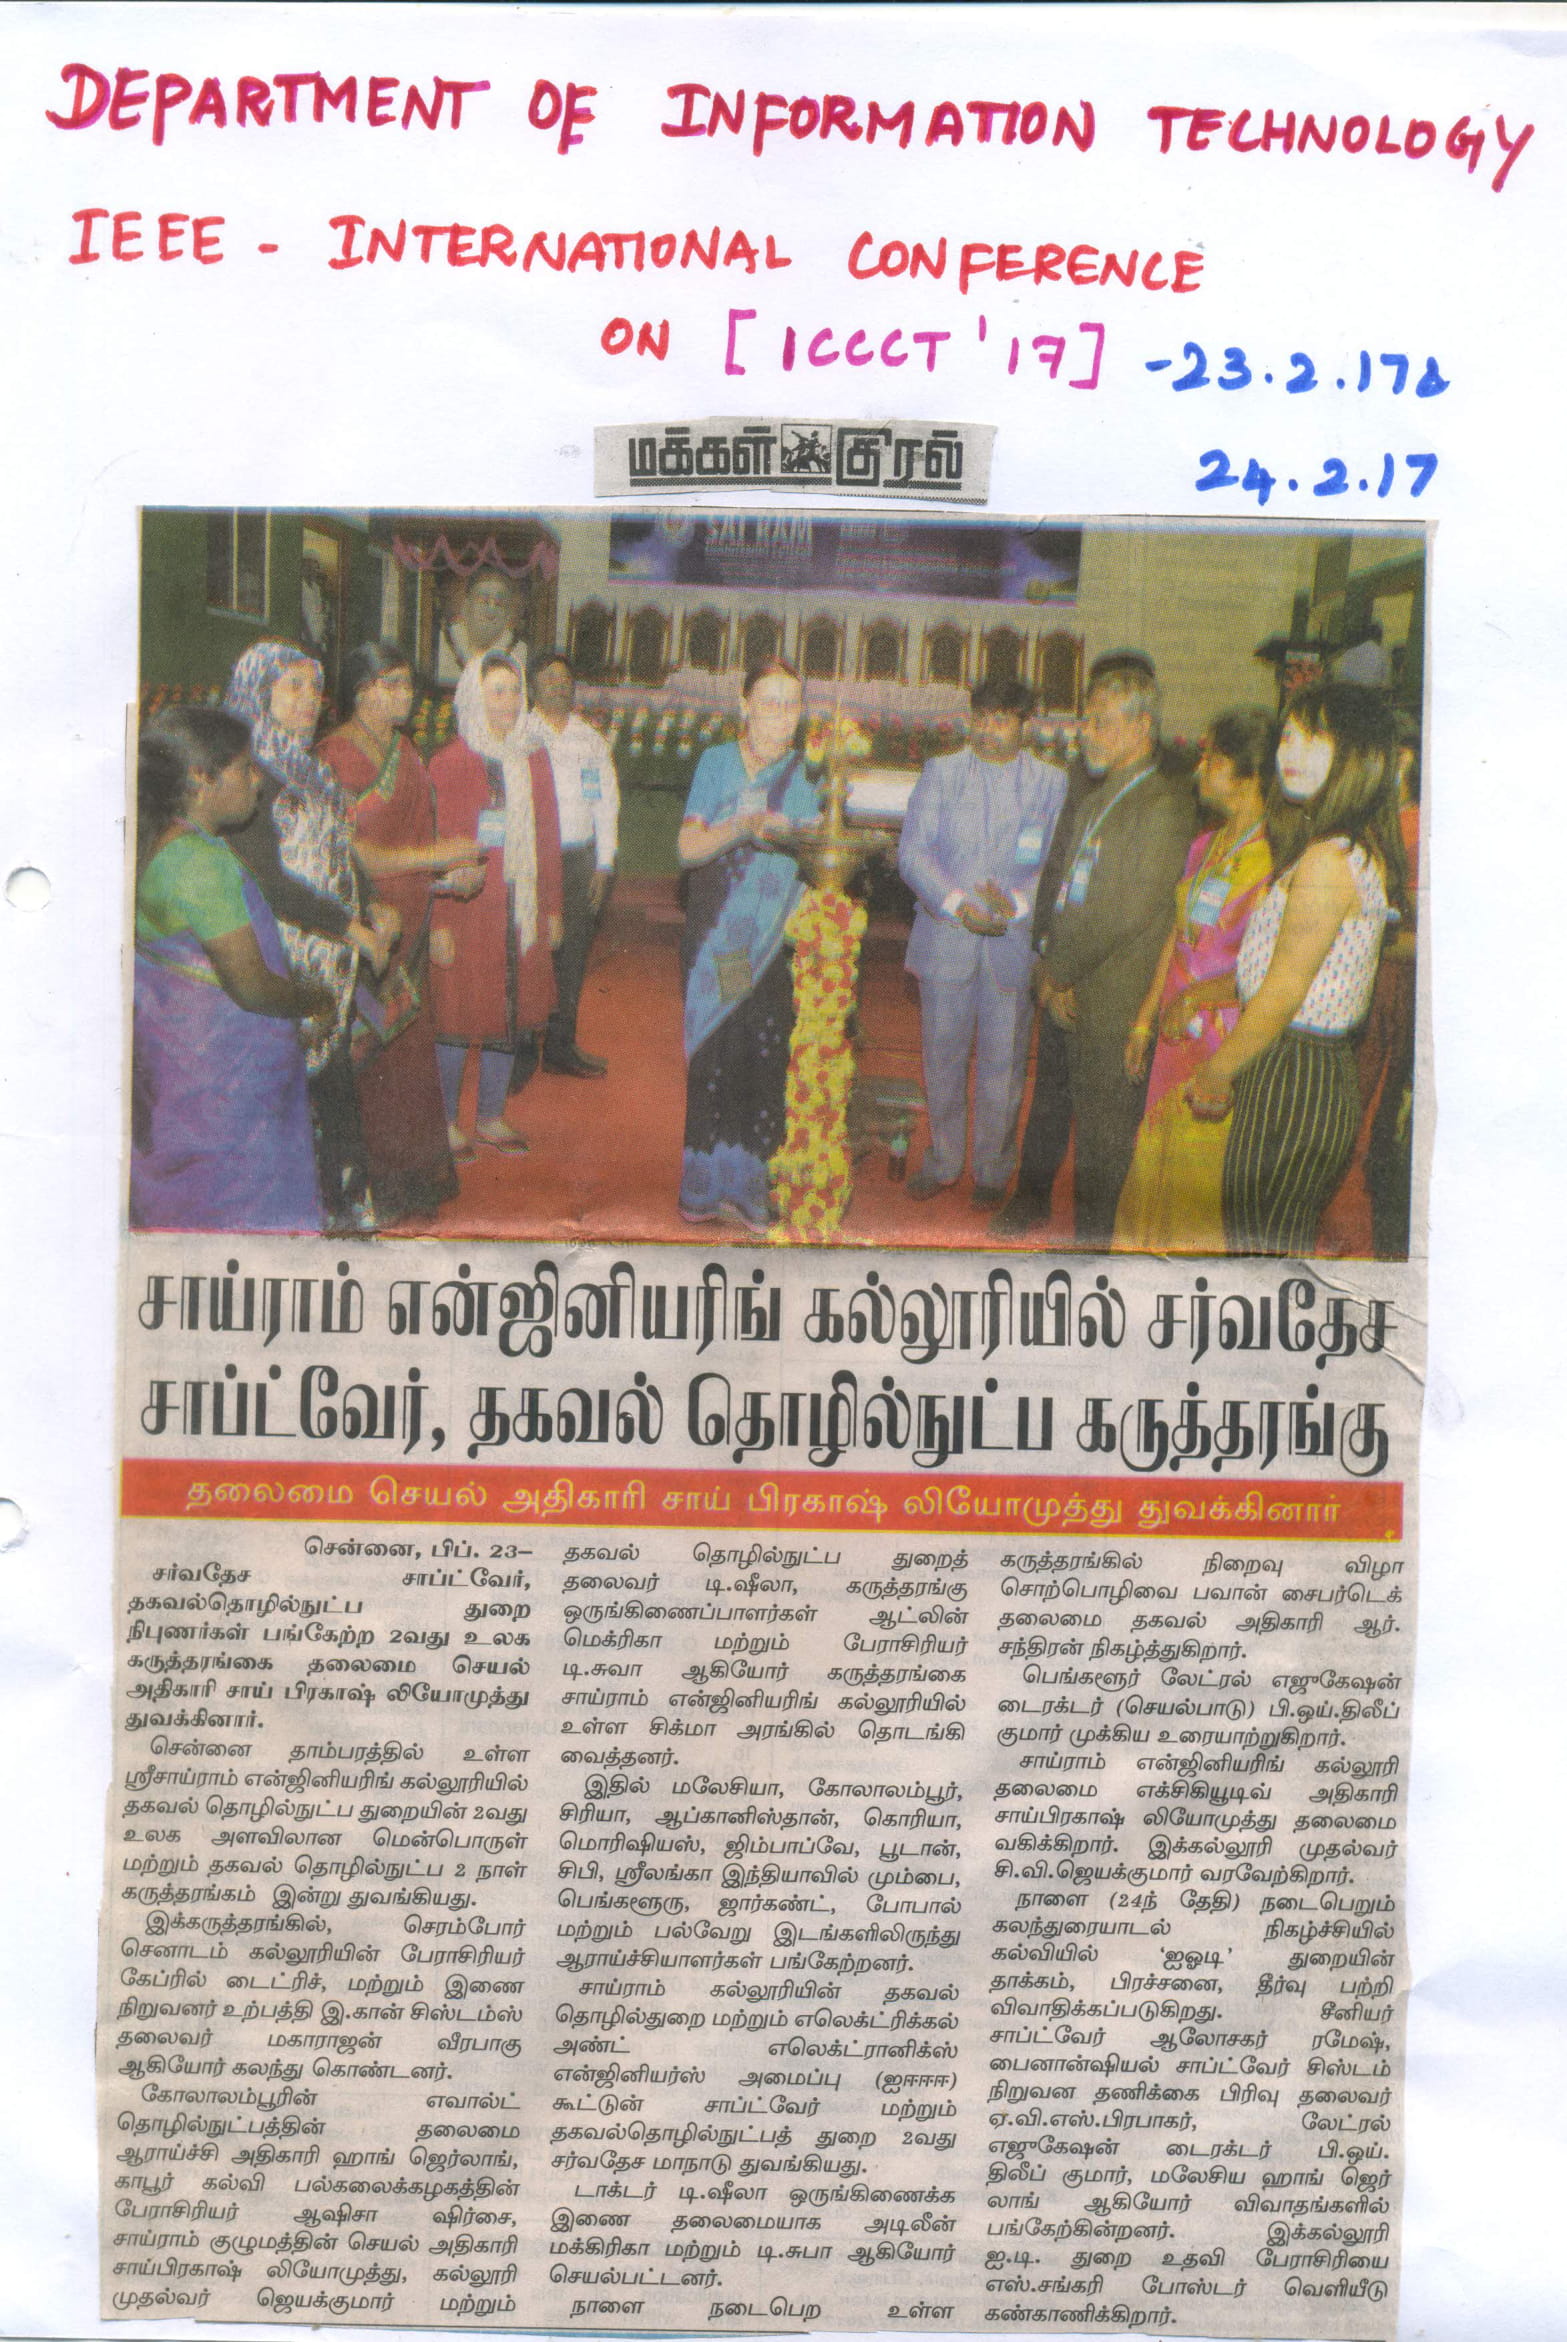 DEPARTMENT OF INFORMATION TECHNOLOGY
IEEE - INTERNATIONAL CONFERENCE
ON [ICCCT '17] -23.2.17&
24.2.17
மக்கள் குரல்
SAI RAM
சாய்ராம் என்ஜினியரிங் கல்லூரியில் சர்வதேச
சாப்ட்வேர், தகவல் தொழில்நுட்ப கருத்தரங்கு
தலைமை செயல் அதிகாரி சாய் பிரகாஷ் லியோமுத்து துவக்கினார்
சென்னை, பிப். 23–
சர்வதேச சாப்ட்வேர்,
தகவல்தொழில்நுட்ப துறை
நிபுணர்கள் பங்கேற்ற 2வது உலக
கருத்தரங்கை தலைமை செயல்
அதிகாரி சாய் பிரகாஷ் லியோமுத்து
துவக்கினார்.
சென்னை தாம்பரத்தில் உள்ள
ஸ்ரீசாய்ராம் என்ஜினியரிங் கல்லூரியில்
தகவல் தொழில்நுட்ப துறையின் 2வது
உலக அளவிலான மென்பொருள்
மற்றும் தகவல் தொழில்நுட்ப 2 நாள்
கருத்தரங்கம் இன்று துவங்கியது.
இக்கருத்தரங்கில், செரம்போர்
செனாடம் கல்லூரியின் பேராசிரியர்
கேப்ரில் டைட்ரிச், மற்றும் இணை
நிறுவனர் உற்பத்தி இ.கான் சிஸ்டம்ஸ்
தலைவர் மகாராஜன் வீரபாகு
ஆகியோர் கலந்து கொண்டனர்.
கோலாலம்பூரின் எவால்ட்
தொழில்நுட்பத்தின் தலைமை
ஆராய்ச்சி அதிகாரி ஹாங் ஜெர்லாங்,
காபூர் கல்வி பல்கலைக்கழகத்தின்
பேராசிரியர் ஆஷிசா ஷிர்சை,
சாய்ராம் குழுமத்தின் செயல் அதிகாரி
சாய்பிரகாஷ் லியோமுத்து, கல்லூரி
முதல்வர் ஜெயக்குமார் மற்றும்
தகவல் தொழில்நுட்ப துறைத்
தலைவர் டி.ஷீலா, கருத்தரங்கு
ஒருங்கிணைப்பாளர்கள் ஆட்லின்
மெக்ரிகா மற்றும் பேராசிரியர்
டி.சுவா ஆகியோர் கருத்தரங்கை
சாய்ராம் என்ஜினியரிங் கல்லூரியில்
உள்ள சிக்மா அரங்கில் தொடங்கி
வைத்தனர்.
இதில் மலேசியா, கோலாலம்பூர்,
சிரியா, ஆப்கானிஸ்தான், கொரியா,
மொரிஷியஸ், ஜிம்பாப்வே, பூடான்,
சிபி, ஸ்ரீலங்கா இந்தியாவில் மும்பை,
பெங்களூரு, ஜார்கண்ட், போபால்
மற்றும் பல்வேறு இடங்களிலிருந்து
ஆராய்ச்சியாளர்கள் பங்கேற்றனர்.
சாய்ராம் கல்லூரியின் தகவல்
தொழில்துறை மற்றும் எலெக்ட்ரிக்கல்
அண்ட் எலெக்ட்ரானிக்ஸ்
என்ஜினியர்ஸ் அமைப்பு (ஐஈஈஈ)
கூட்டுன் சாப்ட்வேர் மற்றும்
தகவல்தொழில்நுட்பத் துறை 2வது
சர்வதேச மாநாடு துவங்கியது.
டாக்டர் டி.ஷீலா ஒருங்கிணைக்க
இணை தலைமையாக அடிலீன்
மக்கிரிகா மற்றும் டி.சுபா ஆகியோர்
செயல்பட்டனர்.
நாளை நடைபெற உள்ள
கருத்தரங்கில் நிறைவு விழா
சொற்பொழிவை பவான் சைபர்டெக்
தலைமை தகவல் அதிகாரி ஆர்.
சந்திரன் நிகழ்த்துகிறார்.
பெங்களூர் லேட்ரல் எஜுகேஷன்
டைரக்டர் (செயல்பாடு) பி.ஒய்.திலீப்
குமார் முக்கிய உரையாற்றுகிறார்.
சாய்ராம் என்ஜினியரிங் கல்லூரி
தலைமை எக்சிகியூடிவ் அதிகாரி
சாய்பிரகாஷ் லியோமுத்து தலைமை
வகிக்கிறார். இக்கல்லூரி முதல்வர்
சி.வி.ஜெயக்குமார் வரவேற்கிறார்.
நாளை (24ந் தேதி) நடைபெறும்
கலந்துரையாடல் நிகழ்ச்சியில்
கல்வியில் ‘ஐஓடி’ துறையின்
தாக்கம், பிரச்சனை, தீர்வு பற்றி
விவாதிக்கப்படுகிறது. சீனியர்
சாப்ட்வேர் ஆலோசகர் ரமேஷ்,
பைனான்ஷியல் சாப்ட்வேர் சிஸ்டம்
நிறுவன தணிக்கை பிரிவு தலைவர்
ஏ.வி.எஸ்.பிரபாகர், லேட்ரல்
எஜுகேஷன் டைரக்டர் பி.ஒய்.
திலீப் குமார், மலேசிய ஹாங் ஜெர்
லாங் ஆகியோர் விவாதங்களில்
பங்கேற்கின்றனர். இக்கல்லூரி
ஐ.டி. துறை உதவி பேராசிரியை
எஸ்.சங்கரி போஸ்டர் வெளியீடு
கண்காணிக்கிறார்.